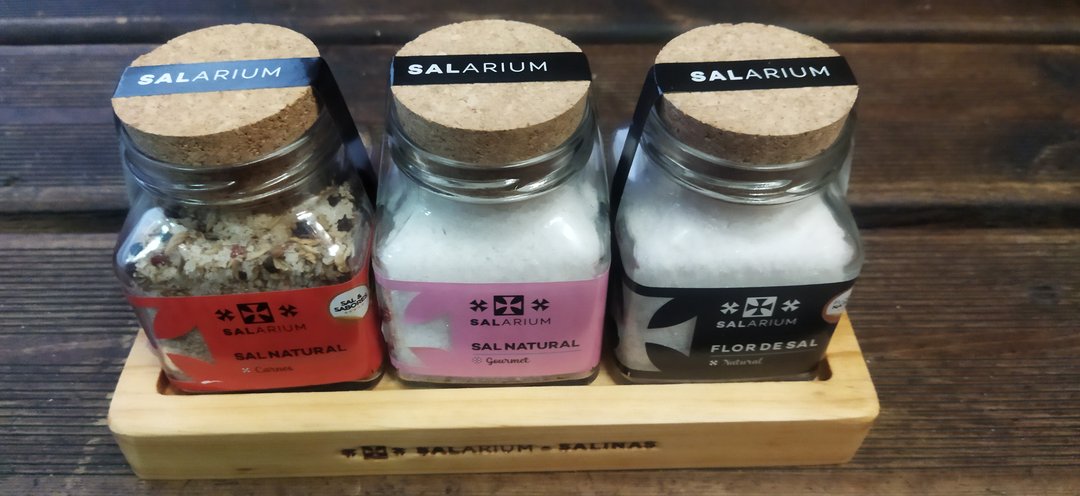 SALARIUM
SALARIUM
SALARIUM
SAL &
SABORES
SALARIUM
SAL NATURAL
Carnes
SALARIUM
SAL NATURAL
Gourmet
SALARIUM
FLOR DE SAL
Natural
SALARIUM e SALINAS